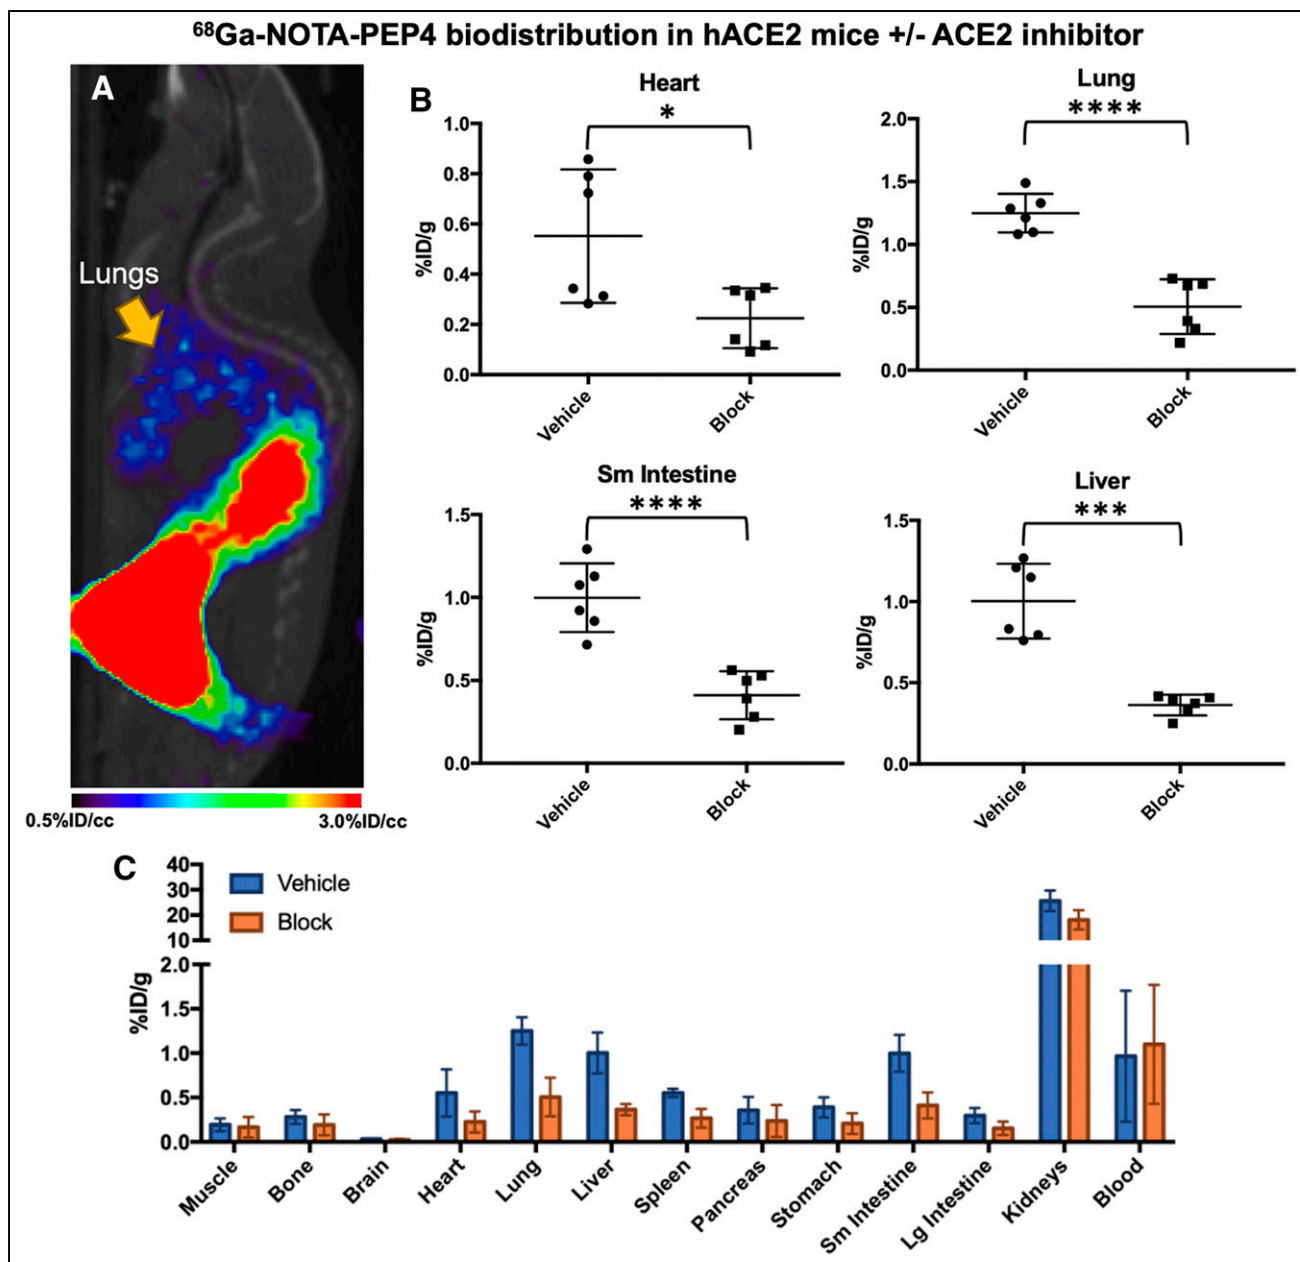 ⁶⁸Ga-NOTA-PEP4 biodistribution in hACE2 mice +/- ACE2 inhibitor
A
Lungs
0.5%ID/cc 3.0%ID/cc
B
Heart
*
%ID/g
1.0
0.8
0.6
0.4
0.2
0.0
Vehicle Block
Lung
****
%ID/g
2.0
1.5
1.0
0.5
0.0
Vehicle Block
Sm Intestine
****
%ID/g
1.5
1.0
0.5
0.0
Vehicle Block
Liver
***
%ID/g
1.5
1.0
0.5
0.0
Vehicle Block
C
Vehicle
Block
%ID/g
40
30
20
10
2.0
1.5
1.0
0.5
0.0
Muscle Bone Brain Heart Lung Liver Spleen Pancreas Stomach Sm Intestine Lg Intestine Kidneys Blood